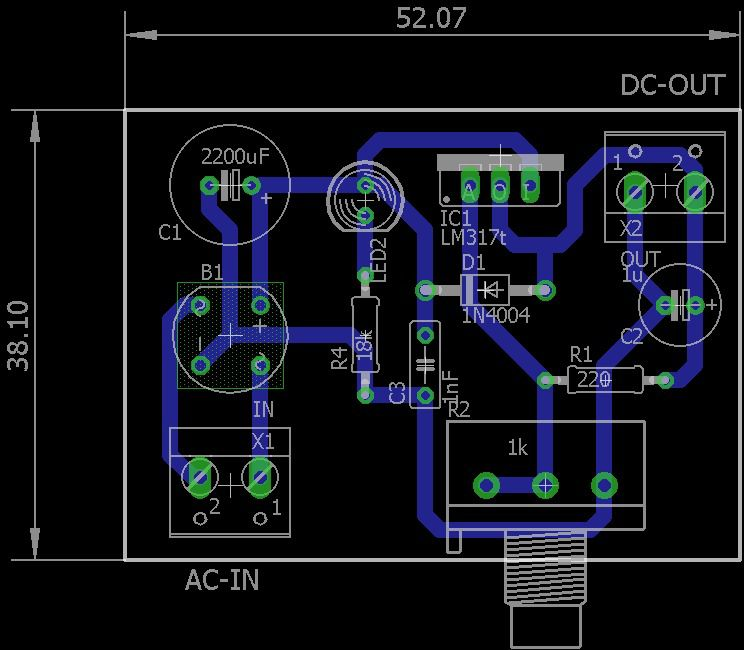 52.07
DC-OUT
2200uF
+
C1
1
2
A
O
I
IC1
LM317t
X2
38.10
B1
LED2
D1
1N4004
OUT
1u
+
C2
R4
18k
C3
1nF
R1
220
IN
X1
2
1
R2
1k
AC-IN